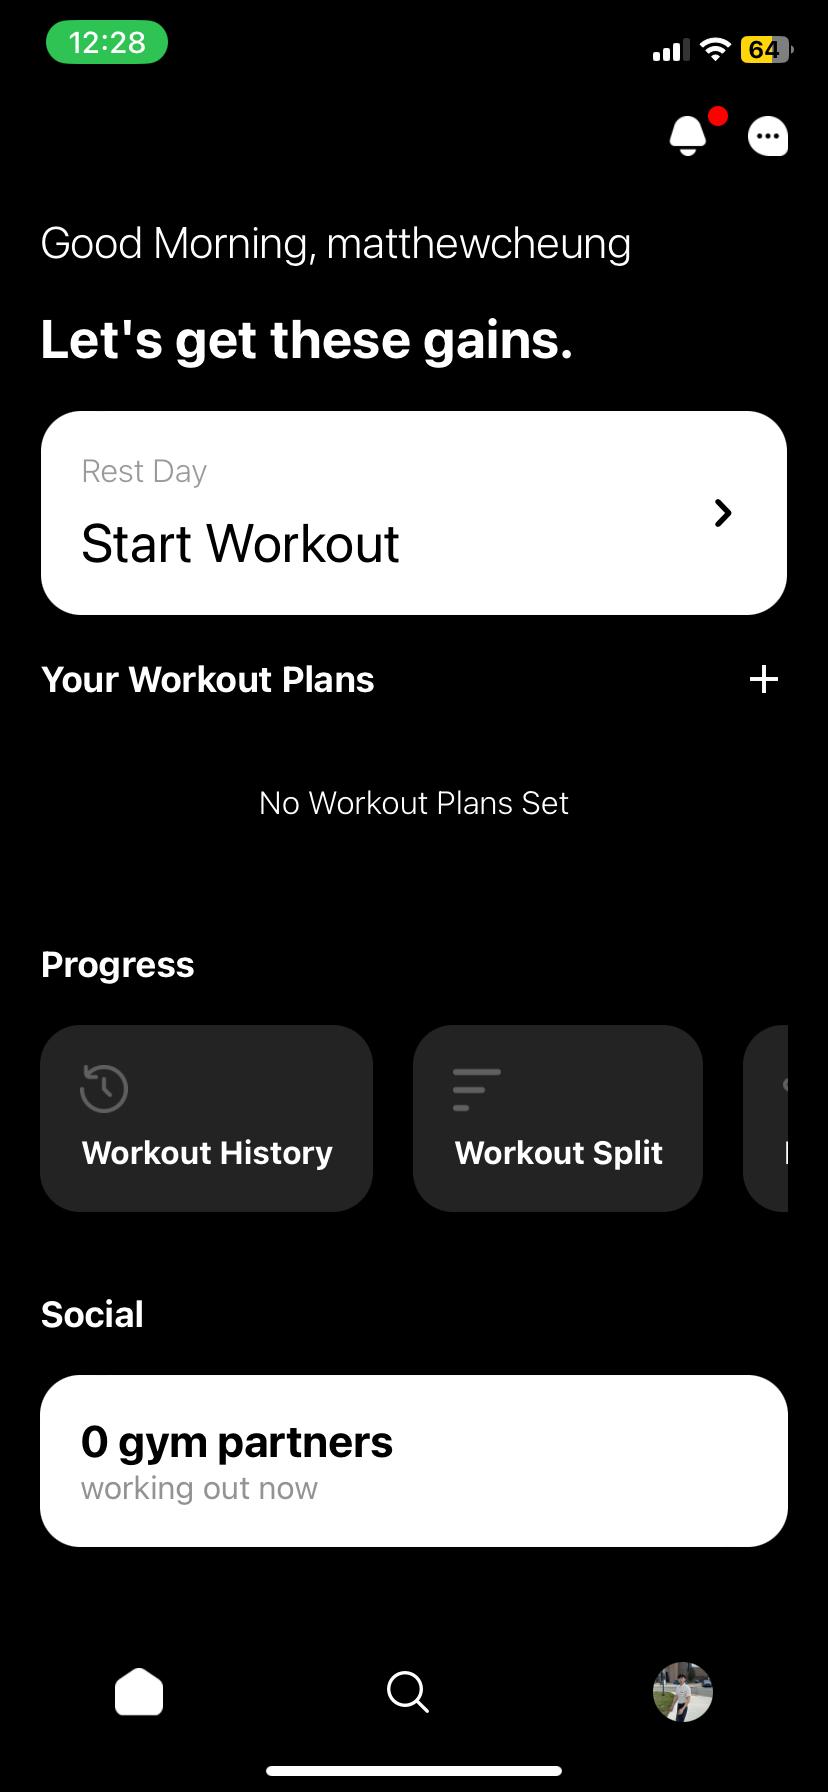 12:28
64
Good Morning, matthewcheung
Let's get these gains.
Rest Day
Start Workout
Your Workout Plans
No Workout Plans Set
Progress
Workout History
Workout Split
Social
0 gym partners
working out now